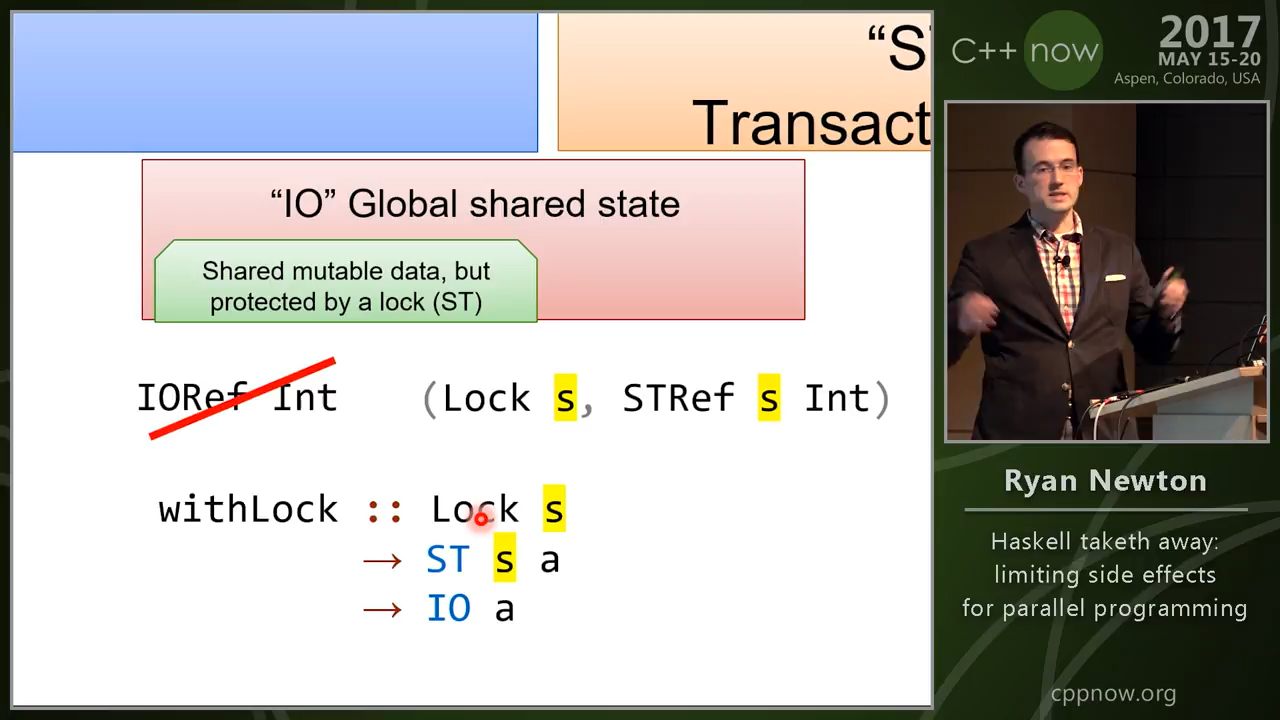 “S
Transact
“IO” Global shared state
Shared mutable data, but
protected by a lock (ST)
IORef Int (Lock s, STRef s Int)
withLock :: Lock s
→ ST s a
→ IO a
C++ now
2017
MAY 15-20
Aspen, Colorado, USA
Ryan Newton
Haskell taketh away:
limiting side effects
for parallel programming
cppnow.org